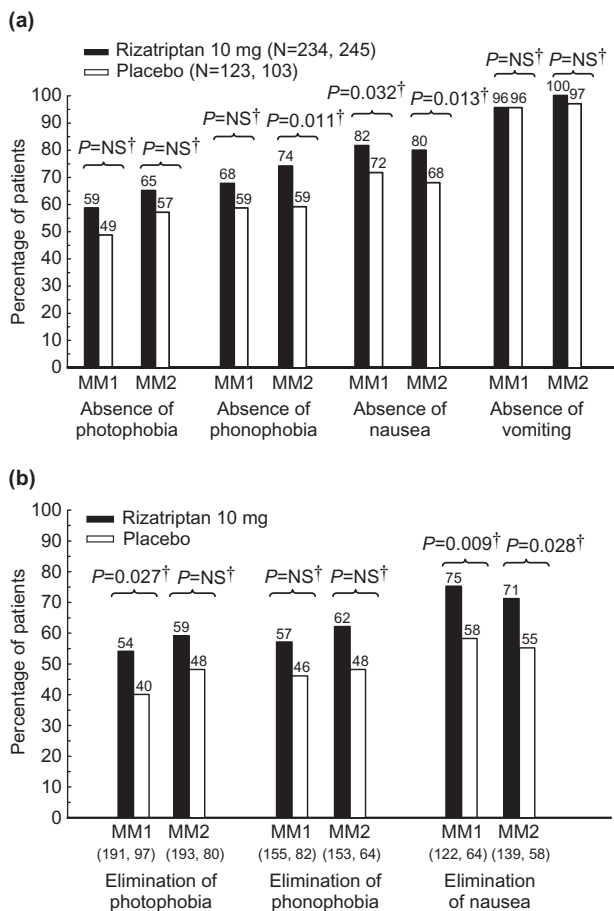 (a)
Rizatriptan 10 mg (N=234, 245)
Placebo (N=123, 103)
P=NS† P=NS†
P=0.032† P=0.013†
P=NS† P=0.011†
P=NS† P=NS†
100
90
80
70
60
50
40
30
20
10
0
Percentage of patients
59 49 65 57 68 59 74 59 82 72 80 68 96 96 100 97
MM1 MM2 MM1 MM2 MM1 MM2 MM1 MM2
Absence of photophobia
Absence of phonophobia
Absence of nausea
Absence of vomiting
(b)
Rizatriptan 10 mg
Placebo
P=0.009† P=0.028†
P=0.027† P=NS† P=NS† P=NS†
100
90
80
70
60
50
40
30
20
10
0
Percentage of patients
54 40 59 48 57 46 62 48 75 58 71 55
MM1 MM2 MM1 MM2 MM1 MM2
(191, 97) (193, 80) (155, 82) (153, 64) (122, 64) (139, 58)
Elimination of photophobia
Elimination of phonophobia
Elimination of nausea